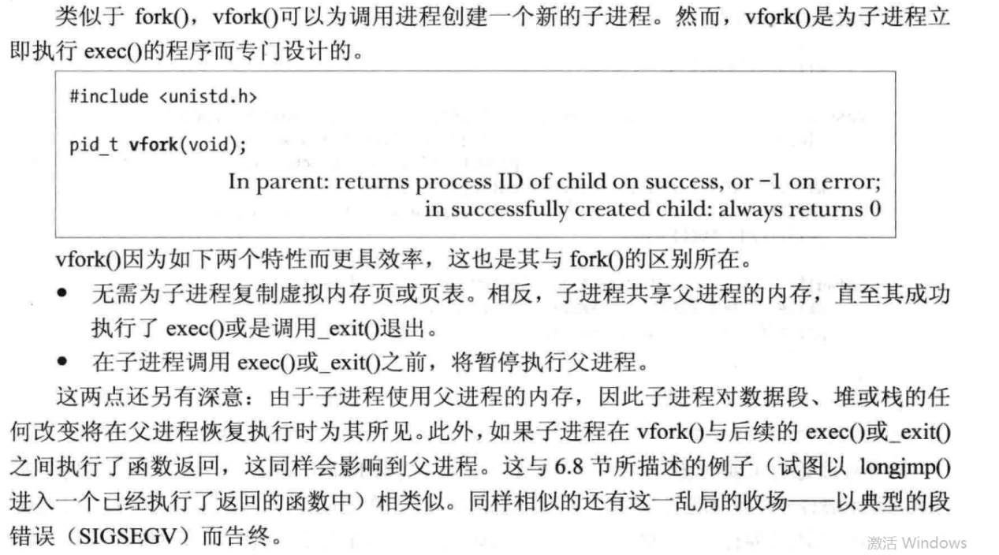 类似于 fork()，vfork()可以为调用进程创建一个新的子进程。然而，vfork()是为子进程立
即执行 exec()的程序而专门设计的。
#include <unistd.h>
pid_t vfork(void);
In parent: returns process ID of child on success, or −1 on error;
in successfully created child: always returns 0
vfork()因为如下两个特性而更具效率，这也是其与 fork()的区别所在。
● 无需为子进程复制虚拟内存页或页表。相反，子进程共享父进程的内存，直至其成功
执行了 exec()或是调用_exit()退出。
● 在子进程调用 exec()或_exit()之前，将暂停执行父进程。
这两点还另有深意：由于子进程使用父进程的内存，因此子进程对数据段、堆或栈的任
何改变将在父进程恢复执行时为其所见。此外，如果子进程在 vfork()与后续的 exec()或_exit()
之间执行了函数返回，这同样会影响到父进程。这与 6.8 节所描述的例子（试图以 longjmp()
进入一个已经执行了返回的函数中）相类似。同样相似的还有这一乱局的收场——以典型的段
错误（SIGSEGV）而告终。
激活 Windows